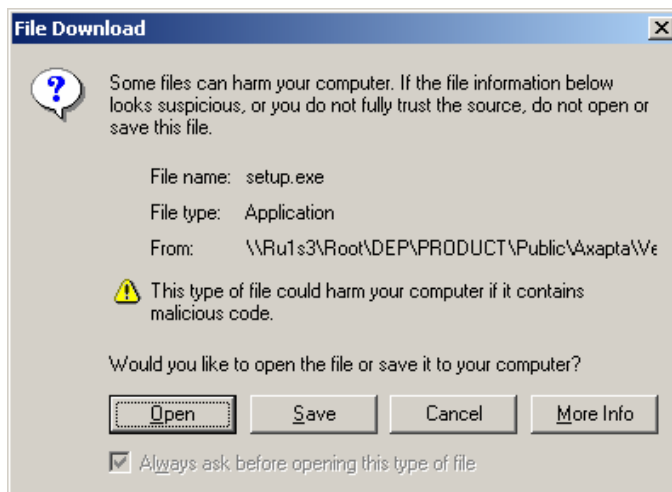 File Download
Some files can harm your computer. If the file information below
looks suspicious, or you do not fully trust the source, do not open or
save this file.
File name: setup.exe
File type: Application
From: \\Ru1s3\Root\DEP\PRODUCT\Public\Axapta\Ve
This type of file could harm your computer if it contains
malicious code.
Would you like to open the file or save it to your computer?
Open Save Cancel More Info
Always ask before opening this type of file